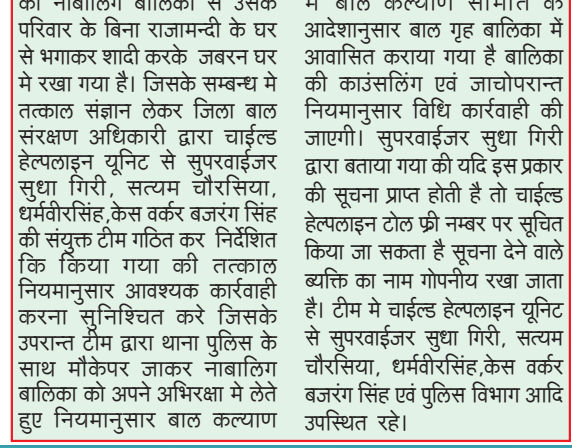 की नाबालिग बालिका से उसके
परिवार के बिना राजामन्दी के घर
से भगाकर शादी करके जबरन घर
मे रखा गया है। जिसके सम्बन्ध मे
तत्काल संज्ञान लेकर जिला बाल
संरक्षण अधिकारी द्वारा चाईल्ड
हेल्पलाइन यूनिट से सुपरवाईजर
सुधा गिरी, सत्यम चौरसिया,
धर्मवीरसिंह,केस वर्कर बजरंग सिंह
की संयुक्त टीम गठित कर निर्देशित
कि किया गया की तत्काल
नियमानुसार आवश्यक कार्रवाही
करना सुनिश्चित करे जिसके
उपरान्त टीम द्वारा थाना पुलिस के
साथ मौकेपर जाकर नाबालिग
बालिका को अपने अभिरक्षा मे लेते
हुए नियमानुसार बाल कल्याण
में बाल कल्याण समिति के
आदेशानुसार बाल गृह बालिका में
आवासित कराया गया है बालिका
की काउंसलिंग एवं जाचोपरान्त
नियमानुसार विधि कार्रवाही की
जाएगी। सुपरवाईजर सुधा गिरी
द्वारा बताया गया की यदि इस प्रकार
की सूचना प्राप्त होती है तो चाईल्ड
हेल्पलाइन टोल फ्री नम्बर पर सूचित
किया जा सकता है सूचना देने वाले
ब्यक्ति का नाम गोपनीय रखा जाता
है। टीम मे चाईल्ड हेल्पलाइन यूनिट
से सुपरवाईजर सुधा गिरी, सत्यम
चौरसिया, धर्मवीरसिंह,केस वर्कर
बजरंग सिंह एवं पुलिस विभाग आदि
उपस्थित रहे।